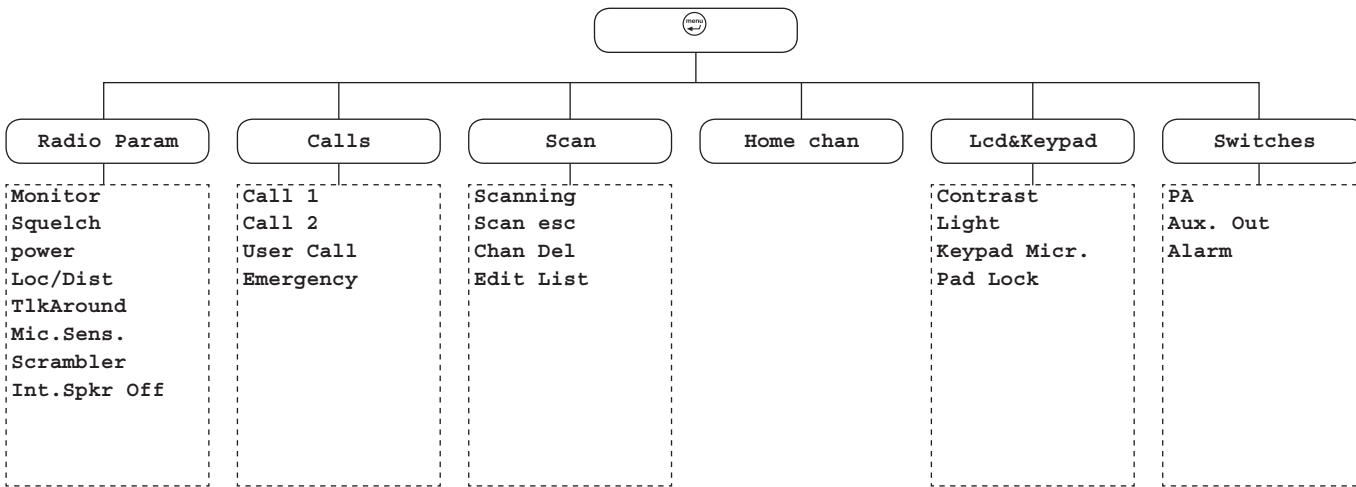 menu
Radio Param
Calls
Scan
Home chan
Lcd&Keypad
Switches
Monitor
Squelch
power
Loc/Dist
TlkAround
Mic.Sens.
Scrambler
Int.Spkr Off
Call 1
Call 2
User Call
Emergency
Scanning
Scan esc
Chan Del
Edit List
Contrast
Light
Keypad Micr.
Pad Lock
PA
Aux. Out
Alarm